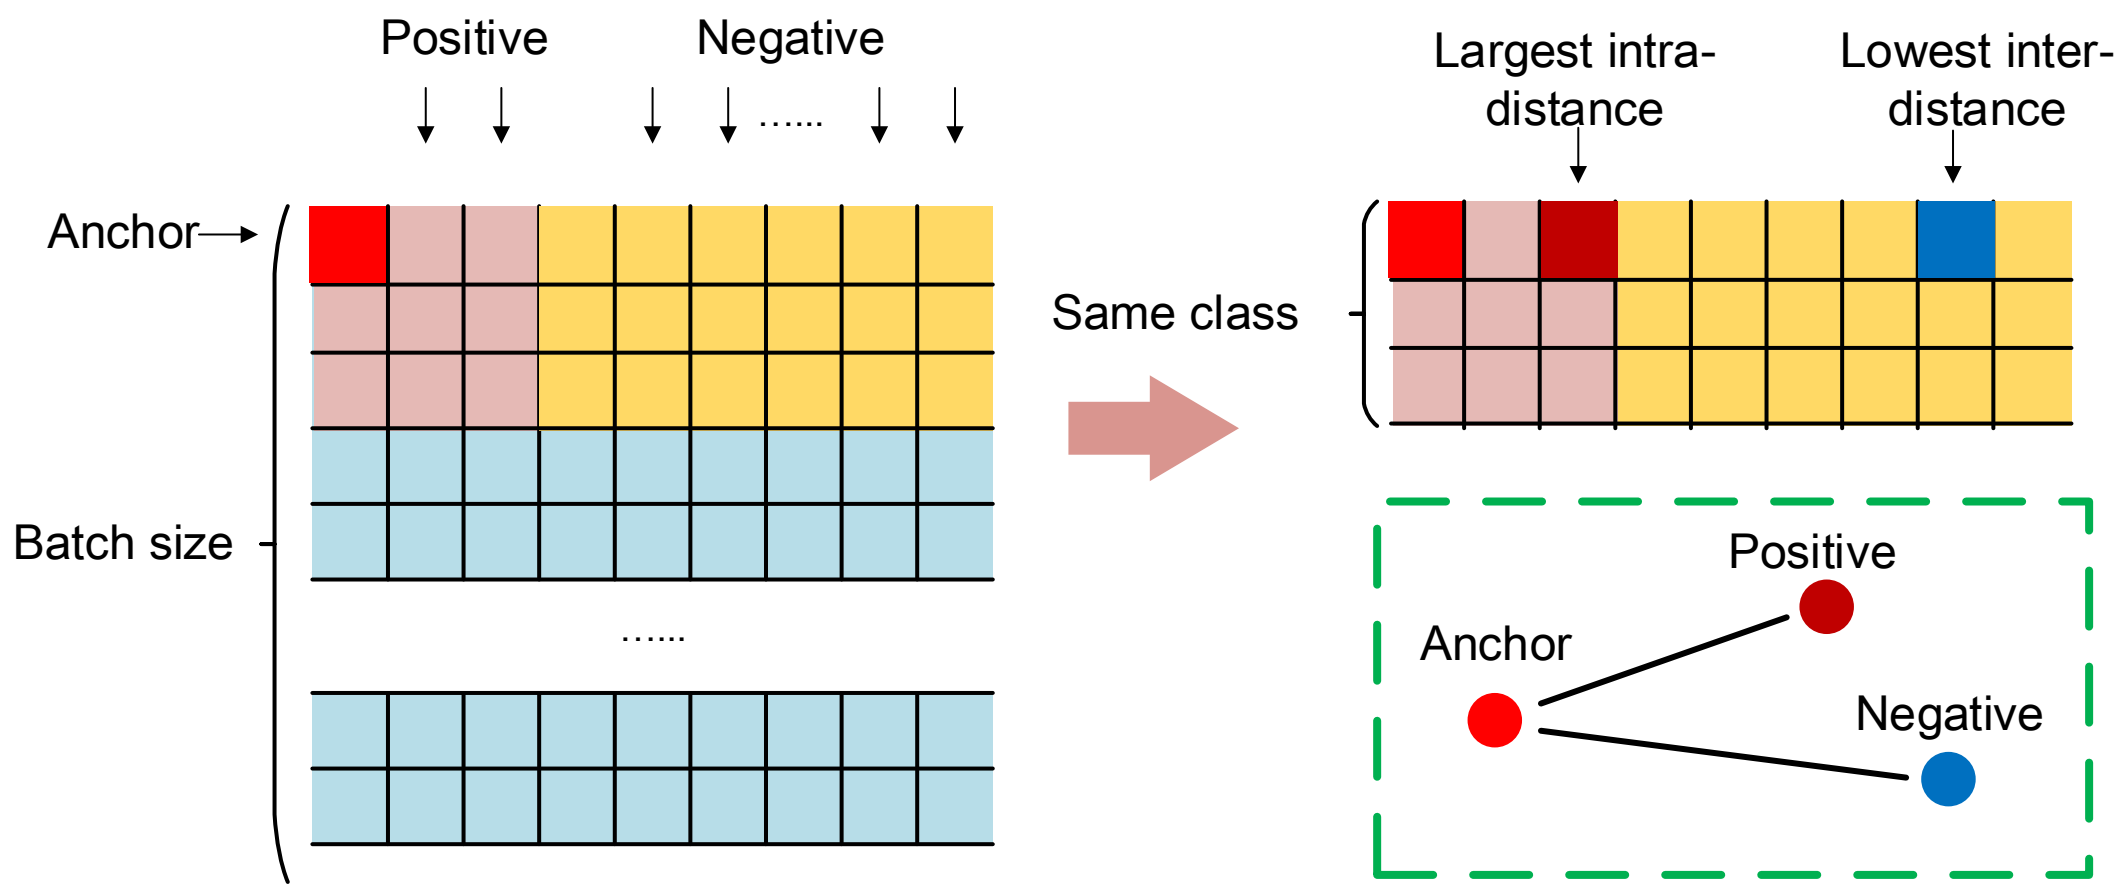 Positive
Negative
…...
Anchor
Batch size
…...
Largest intra-
distance
Lowest inter-
distance
Same class
Positive
Anchor
Negative